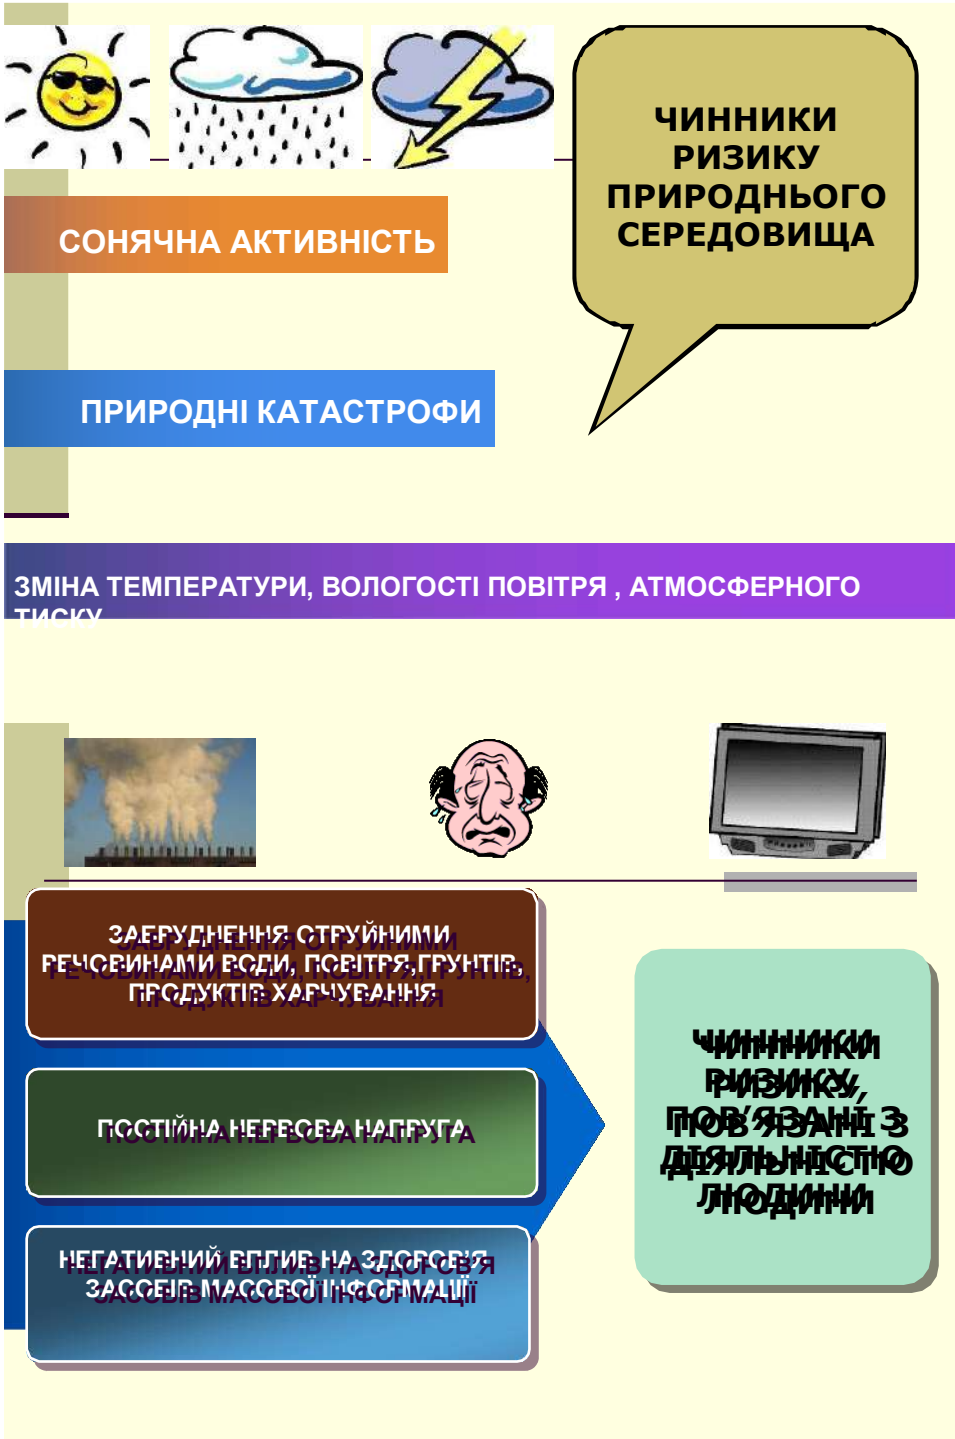 ЧИННИКИ
РИЗИКУ
ПРИРОДНЬОГО
СЕРЕДОВИЩА
СОНЯЧНА АКТИВНІСТЬ
ПРИРОДНІ КАТАСТРОФИ
ЗМІНА ТЕМПЕРАТУРИ, ВОЛОГОСТІ ПОВІТРЯ , АТМОСФЕРНОГО
ТИСКУ
ЗАБРУДНЕННЯ ОТРУЙНИМИ
РЕЧОВИНАМИ ВОДИ, ПОВІТРЯ,ГРУНТІВ,
ПРОДУКТІВ ХАРЧУВАННЯ
ПОСТІЙНА НЕРВОВА НАПРУГА
НЕГАТИВНИЙ ВПЛИВ НА ЗДОРОВ'Я
ЗАСОБІВ МАСОВОЇ ІНФОРМАЦІЇ
ЧИННИКИ
РИЗИКУ,
ПОВ'ЯЗАНІ З
ДІЯЛЬНІСТЮ
ЛЮДИНИ